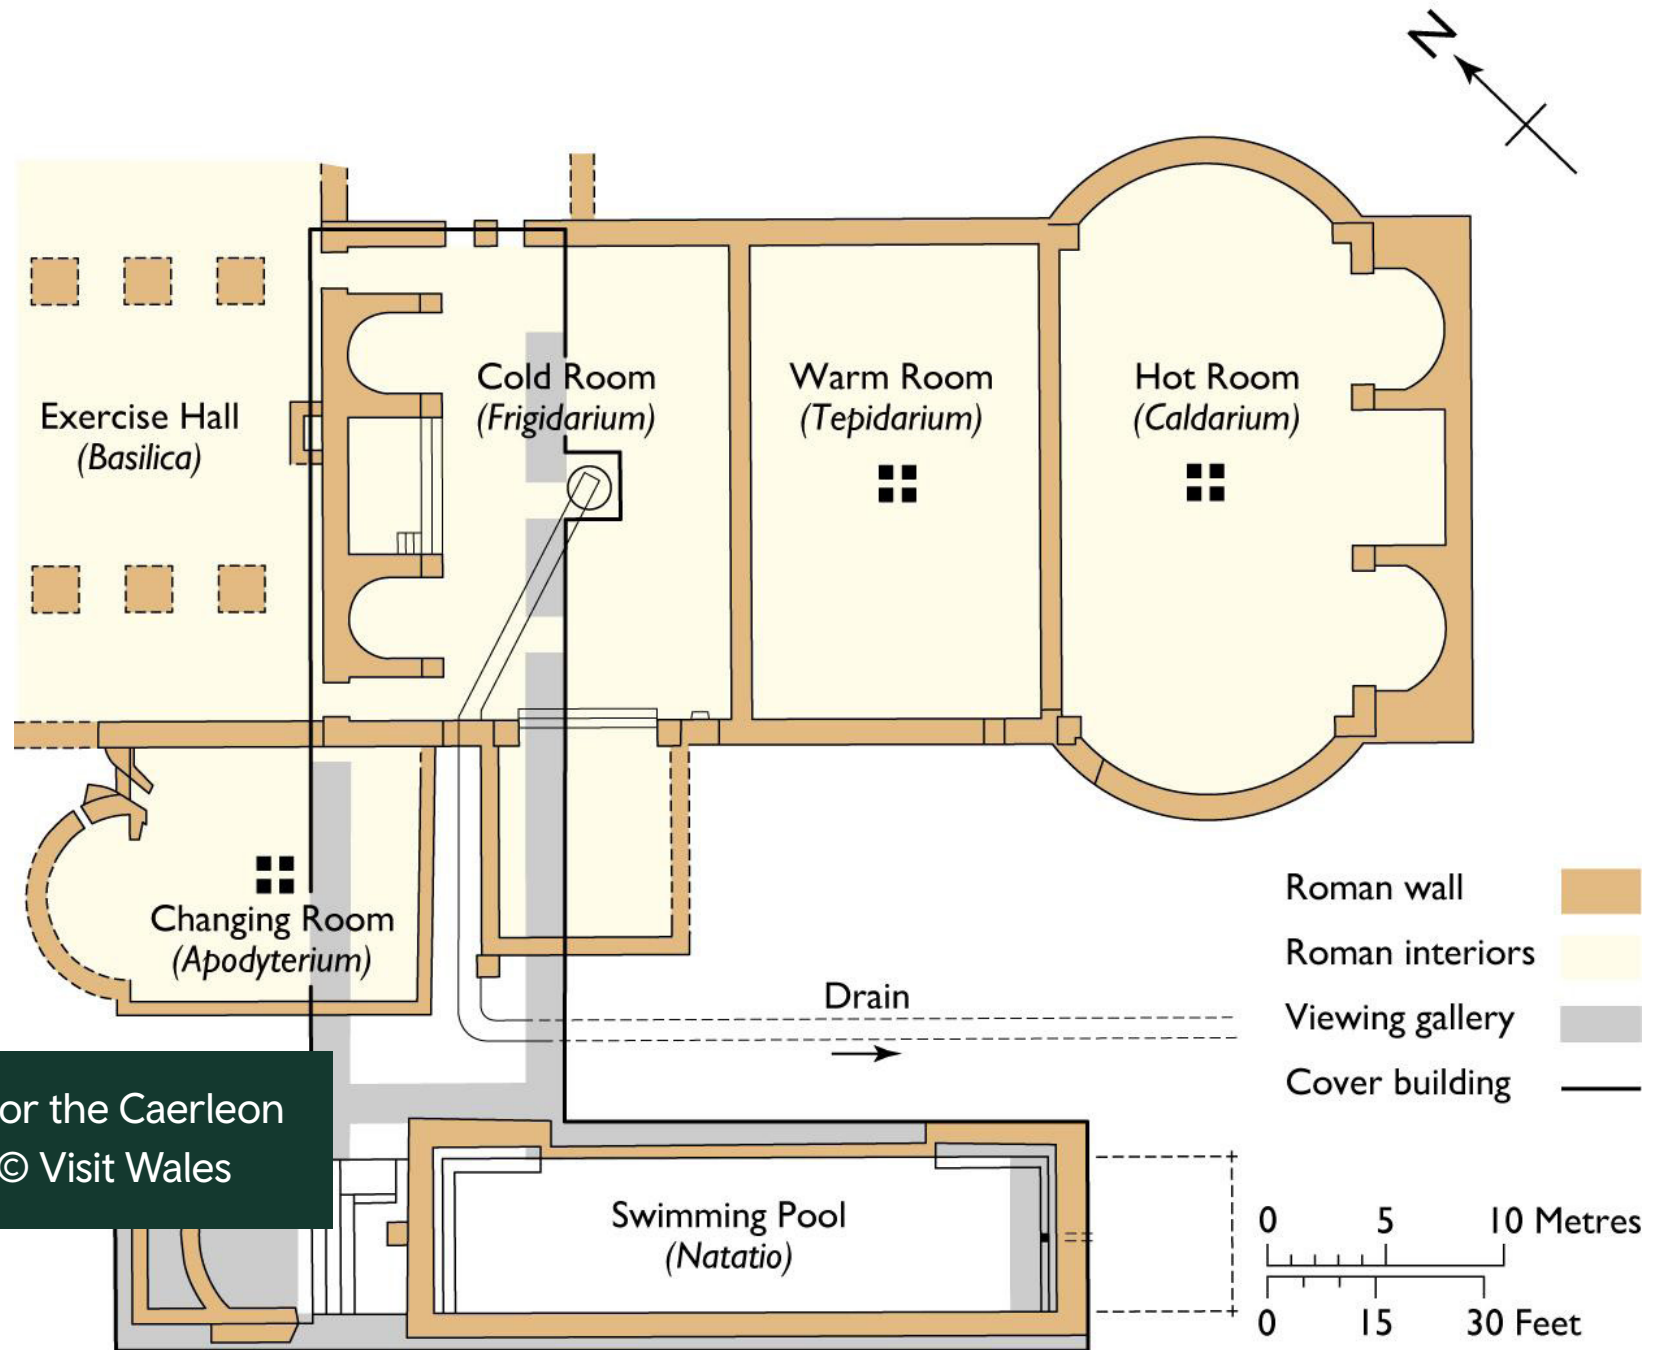 N
Exercise Hall
(Basilica)
Cold Room
(Frigidarium)
Warm Room
(Tepidarium)
Hot Room
(Caldarium)
Changing Room
(Apodyterium)
Drain
Swimming Pool
(Natatio)
Roman wall
Roman interiors
Viewing gallery
Cover building
or the Caerleon
© Visit Wales
0 5 10 Metres
0 15 30 Feet